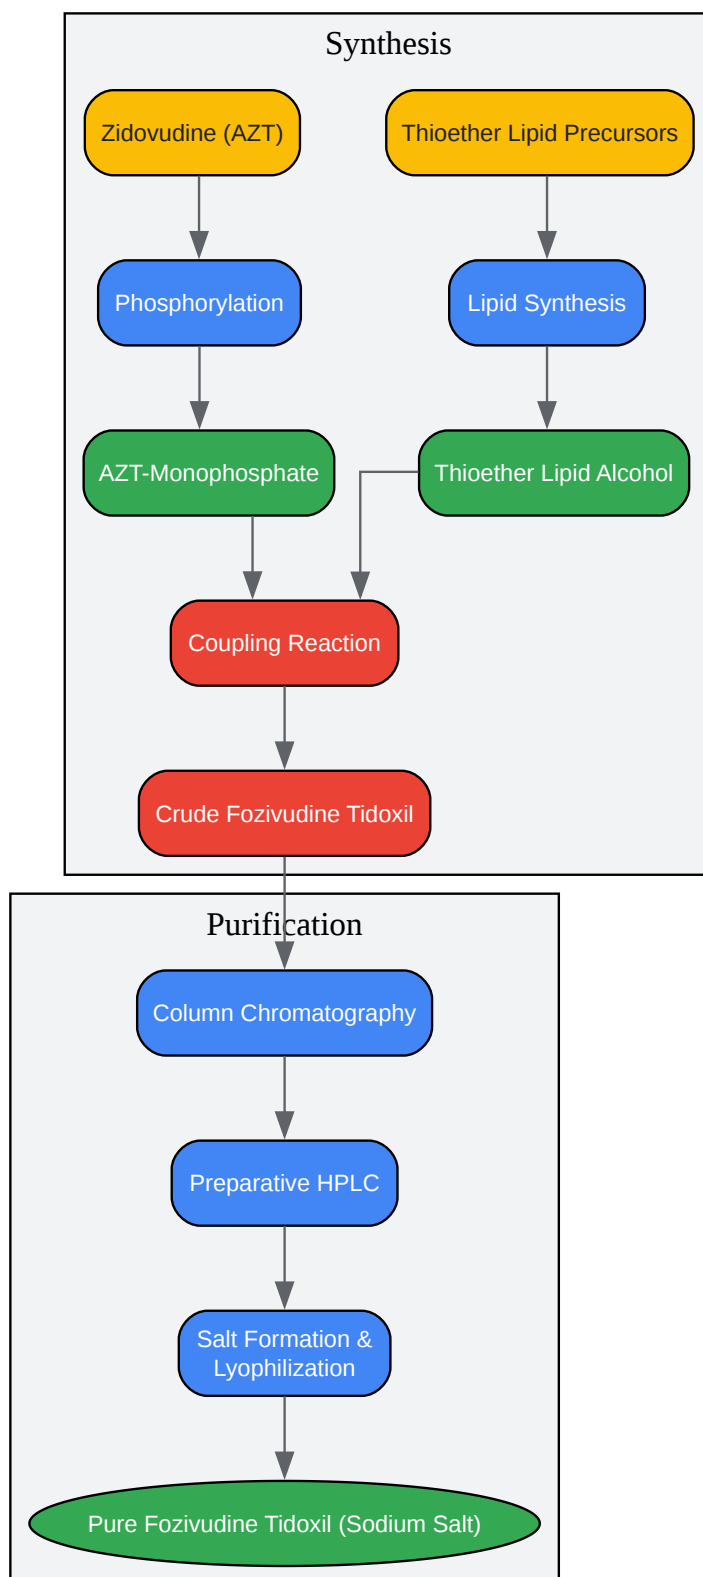 Synthesis
Zidovudine (AZT)
Thioether Lipid Precursors
Phosphorylation
Lipid Synthesis
AZT-Monophosphate
Thioether Lipid Alcohol
Coupling Reaction
Crude Fozivudine Tidoxil
Purification
Column Chromatography
Preparative HPLC
Salt Formation &
Lyophilization
Pure Fozivudine Tidoxil (Sodium Salt)